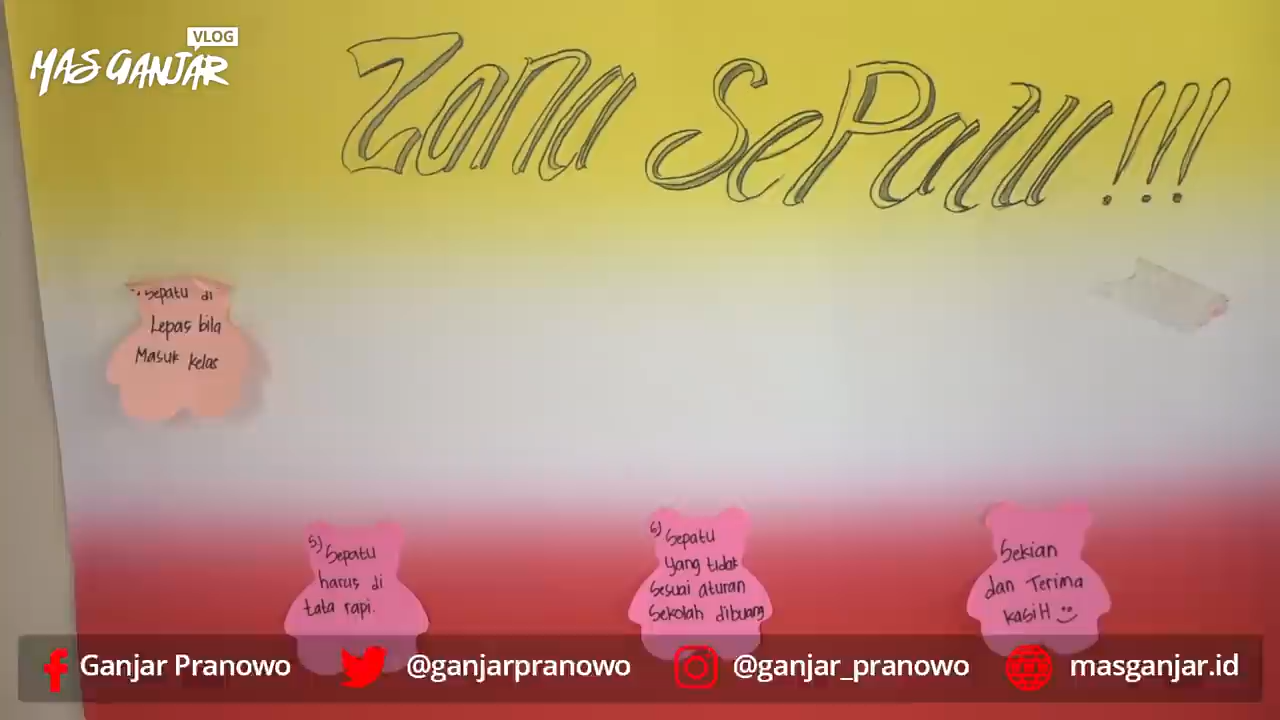 VLOG
MAS GANJAR
Zona SePatu !!!
Sepatu di
Lepas bila
Masuk kelas
5) Sepatu
harus di
tata rapi.
6) Sepatu
yang tidak
Sesuai aturan
Sekolah dibuang
Sekian
dan Terima
kasiH
Ganjar Pranowo
@ganjarpranowo
@ganjar_pranowo
masganjar.id